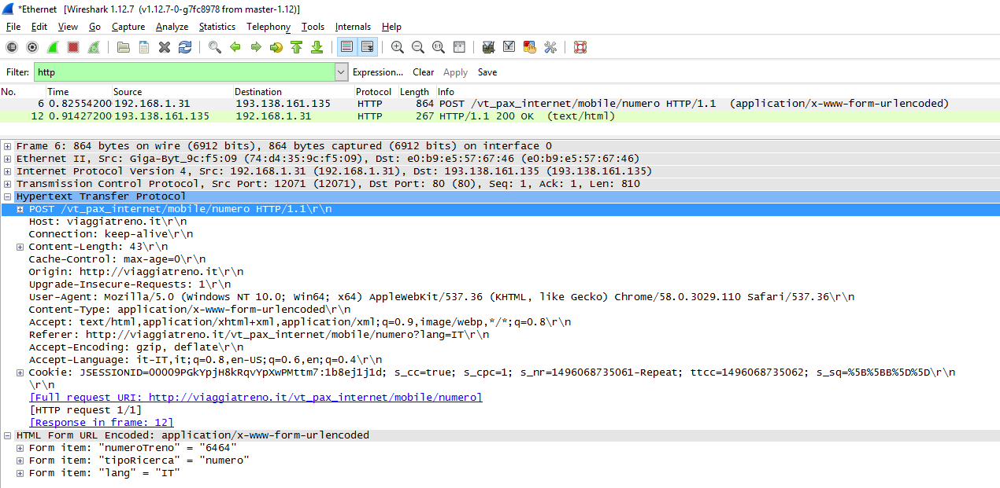 *Ethernet   [Wireshark 1.12.7  (v1.12.7-0-g7fc8978 from master-1.12)]
File  Edit  View  Go  Capture  Analyze  Statistics  Telephony  Tools  Internals  Help
Filter: http  Expression...  Clear  Apply  Save
No.  Time  Source  Destination  Protocol  Length  Info
6 0.82554200 192.168.1.31  193.138.161.135  HTTP  864 POST /vt_pax_internet/mobile/numero HTTP/1.1  (application/x-www-form-urlencoded)
12 0.91427200 193.138.161.135  192.168.1.31  HTTP  267 HTTP/1.1 200 OK  (text/html)
Frame 6: 864 bytes on wire (6912 bits), 864 bytes captured (6912 bits) on interface 0
Ethernet II, Src: Giga-Byt_9c:f5:09 (74:d4:35:9c:f5:09), Dst: e0:b9:e5:57:67:46 (e0:b9:e5:57:67:46)
Internet Protocol Version 4, Src: 192.168.1.31 (192.168.1.31), Dst: 193.138.161.135 (193.138.161.135)
Transmission Control Protocol, Src Port: 12071 (12071), Dst Port: 80 (80), Seq: 1, Ack: 1, Len: 810
Hypertext Transfer Protocol
POST /vt_pax_internet/mobile/numero HTTP/1.1\r\n
Host: viaggiatreno.it\r\n
Connection: keep-alive\r\n
Content-Length: 43\r\n
Cache-Control: max-age=0\r\n
Origin: http://viaggiatreno.it\r\n
Upgrade-Insecure-Requests: 1\r\n
User-Agent: Mozilla/5.0 (Windows NT 10.0; Win64; x64) AppleWebKit/537.36 (KHTML, like Gecko) Chrome/58.0.3029.110 Safari/537.36\r\n
Content-Type: application/x-www-form-urlencoded\r\n
Accept: text/html,application/xhtml+xml,application/xml;q=0.9,image/webp,*/*;q=0.8\r\n
Referer: http://viaggiatreno.it/vt_pax_internet/mobile/numero?lang=IT\r\n
Accept-Encoding: gzip, deflate\r\n
Accept-Language: it-IT,it;q=0.8,en-US;q=0.6,en;q=0.4\r\n
Cookie: JSESSIONID=00009PGkYpjH8kRqvYpXwPMttm7:1b8ej1j1d; s_cc=true; s_cpc=1; s_nr=1496068735061-Repeat; ttcc=1496068735062; s_sq=%5B%5BB%5D%5D\r\n
\r\n
[Full request URI: http://viaggiatreno.it/vt_pax_internet/mobile/numero]
[HTTP request 1/1]
[Response in frame: 12]
HTML Form URL Encoded: application/x-www-form-urlencoded
Form item: "numeroTreno" = "6464"
Form item: "tipoRicerca" = "numero"
Form item: "lang" = "IT"